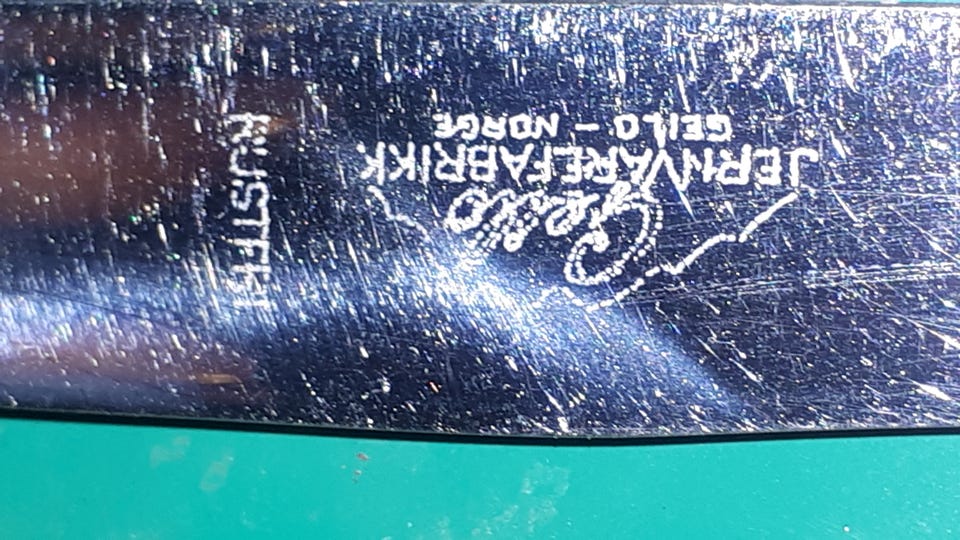 Geilo
JERNVAREFABRIKK
GEILO - NORGE
RUSTFRI